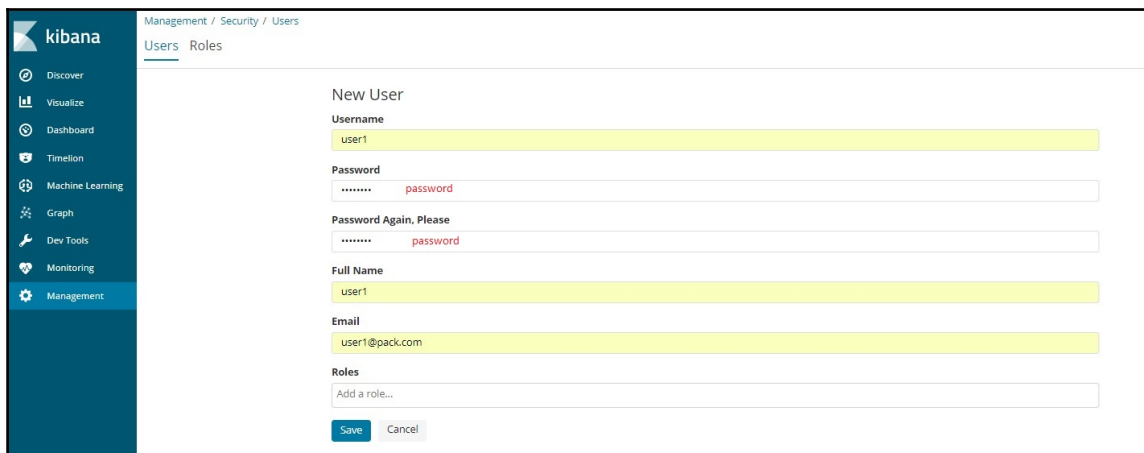 kibana
Discover
Visualize
Dashboard
Timelion
Machine Learning
Graph
Dev Tools
Monitoring
Management
Management / Security / Users
Users Roles
New User
Username
user1
Password
•••••••• password
Password Again, Please
•••••••• password
Full Name
user1
Email
user1@pack.com
Roles
Add a role...
Save Cancel